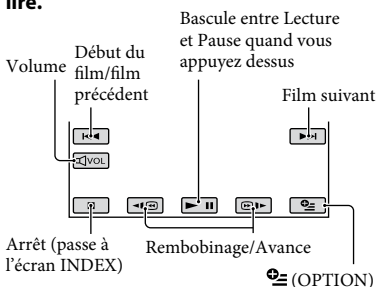 lire.
Bascule entre Lecture
et Pause quand vous
appuyez dessus
Début du
film/film
précédent
Volume
Film suivant
VOL
Arrêt (passe à
l'écran INDEX)
Rembobinage/Avance
(OPTION)